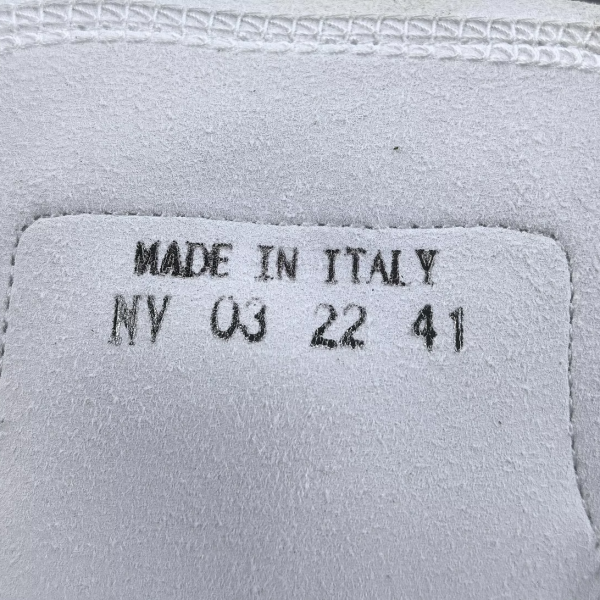 MADE IN ITALY
NV 03 22 41